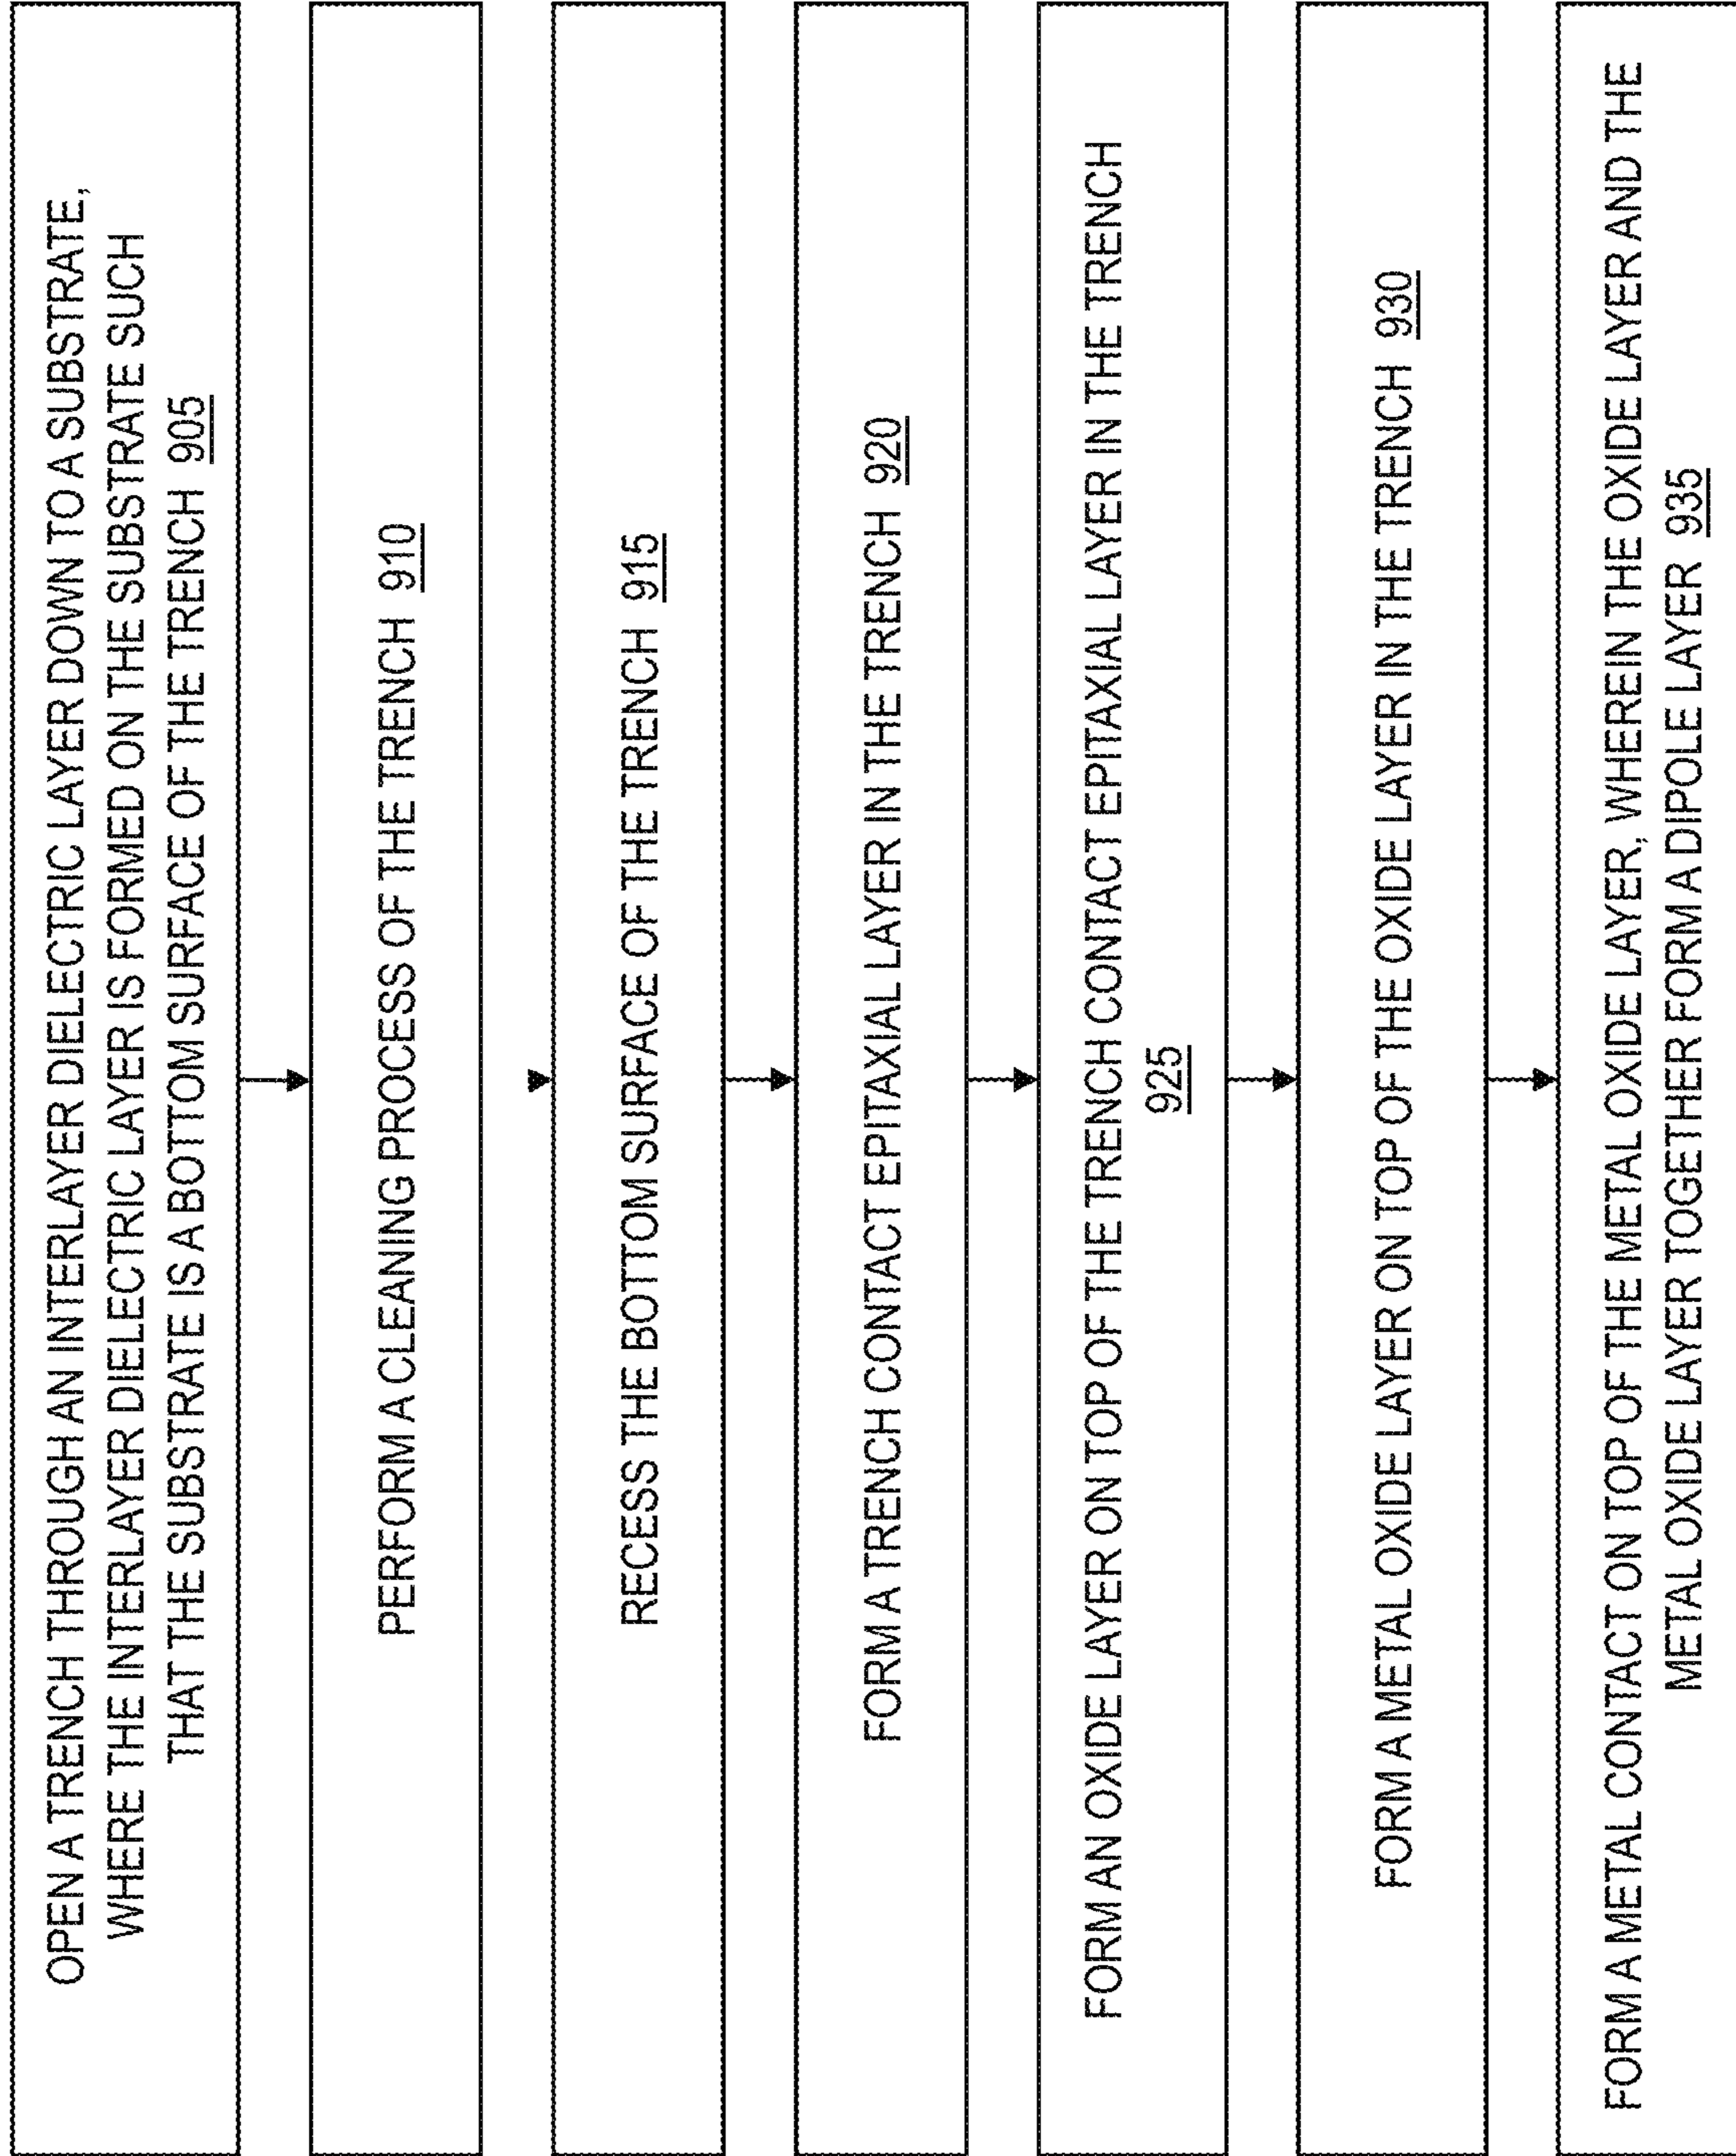 OPEN A TRENCH THROUGH AN INTERLAYER DIELECTRIC LAYER DOWN TO A SUBSTRATE,
WHERE THE INTERLAYER DIELECTRIC LAYER IS FORMED ON THE SUBSTRATE SUCH
THAT THE SUBSTRATE IS A BOTTOM SURFACE OF THE TRENCH 905
PERFORM A CLEANING PROCESS OF THE TRENCH 910
RECESS THE BOTTOM SURFACE OF THE TRENCH 915
FORM A TRENCH CONTACT EPITAXIAL LAYER IN THE TRENCH 920
FORM AN OXIDE LAYER ON TOP OF THE TRENCH CONTACT EPITAXIAL LAYER IN THE TRENCH
925
FORM A METAL OXIDE LAYER ON TOP OF THE OXIDE LAYER IN THE TRENCH 930
FORM A METAL CONTACT ON TOP OF THE METAL OXIDE LAYER, WHEREIN THE OXIDE LAYER AND THE
METAL OXIDE LAYER TOGETHER FORM A DIPOLE LAYER 935